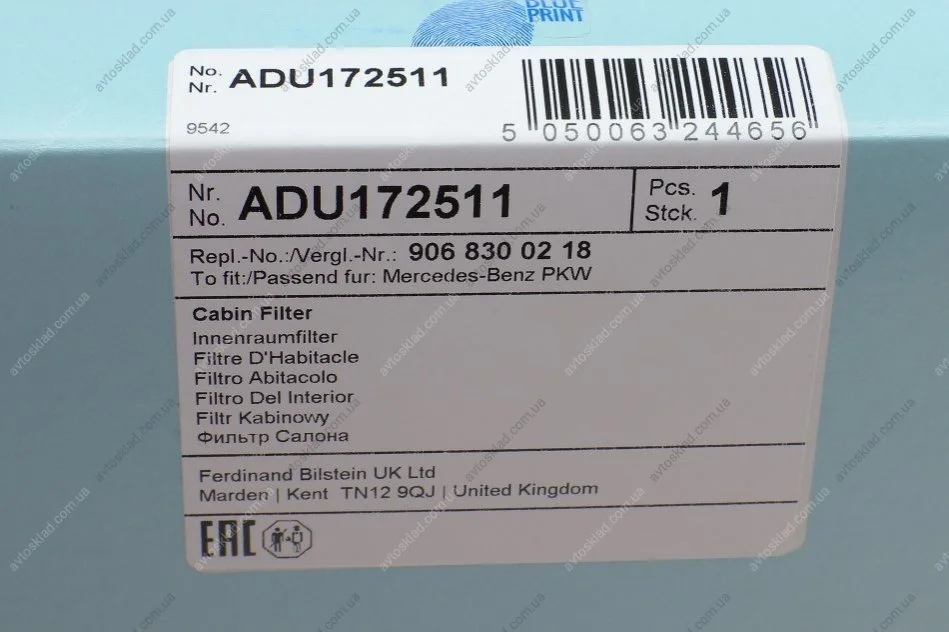 BLUE
PRINT
No.
Nr. ADU172511
9542
5 050063 244656
Nr.
No. ADU172511
Pcs.
Stck. 1
Repl.-No.:/Vergl.-Nr.: 906 830 02 18
To fit:/Passend fur: Mercedes-Benz PKW
Cabin Filter
Innenraumfilter
Filtre D'Habitacle
Filtro Abitacolo
Filtro Del Interior
Filtr Kabinowy
Фильтр Салона
Ferdinand Bilstein UK Ltd
Marden | Kent TN12 9QJ | United Kingdom
EAC
avtosklad.com.ua